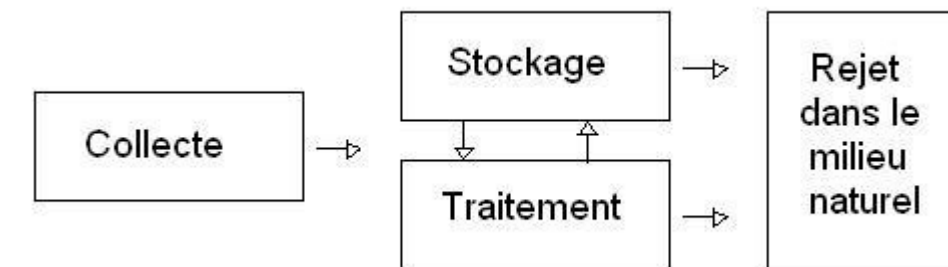 Collecte
Stockage
Traitement
Rejet
dans le
milieu
naturel